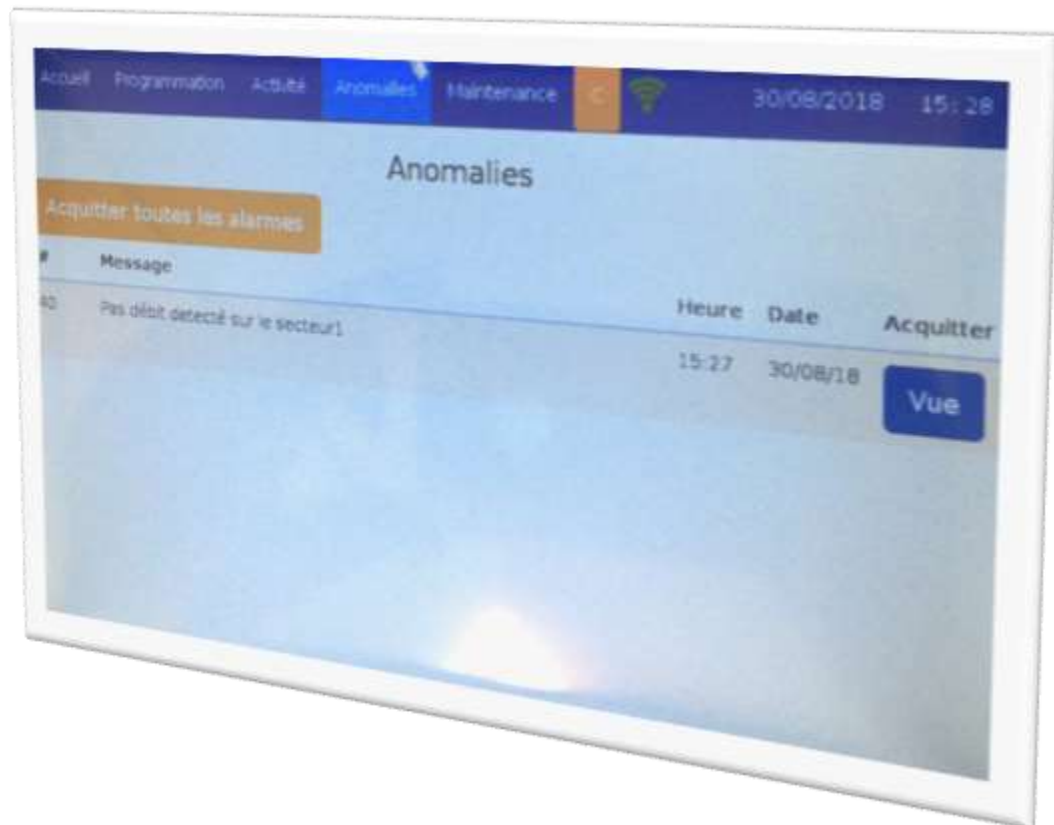 Accueil Programmation Activité Anomalies Maintenance C 30/08/2018 15:28
Anomalies
Acquitter toutes les alarmes
# Message Heure Date Acquitter
40 Pas débit detecté sur le secteur1 15:27 30/08/18 Vue